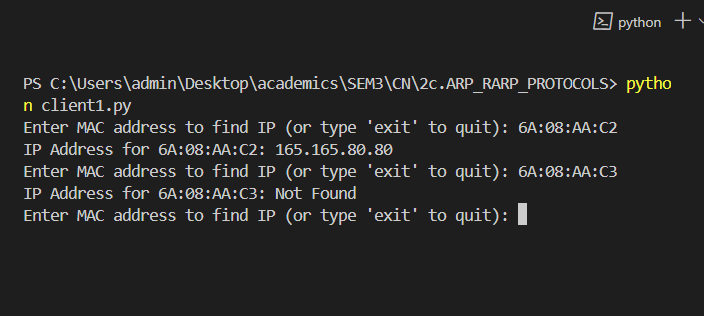 python
PS C:\Users\admin\Desktop\academics\SEM3\CN\2c.ARP_RARP_PROTOCOLS> pytho
n client1.py
Enter MAC address to find IP (or type 'exit' to quit): 6A:08:AA:C2
IP Address for 6A:08:AA:C2: 165.165.80.80
Enter MAC address to find IP (or type 'exit' to quit): 6A:08:AA:C3
IP Address for 6A:08:AA:C3: Not Found
Enter MAC address to find IP (or type 'exit' to quit):